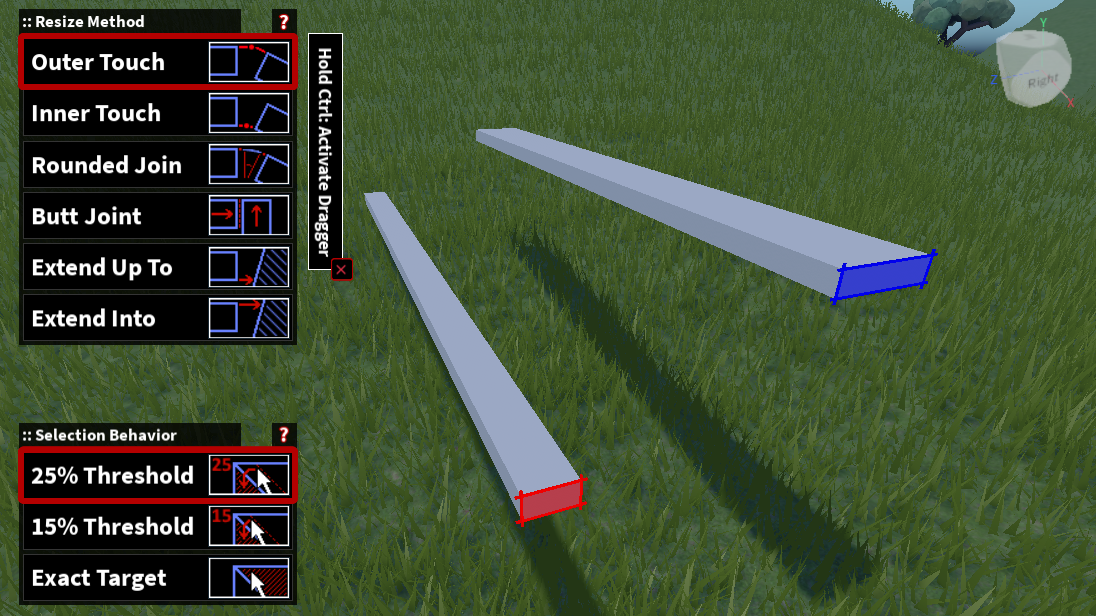 :: Resize Method
?
Outer Touch
Inner Touch
Rounded Join
Butt Joint
Extend Up To
Extend Into
Hold Ctrl: Activate Dragger
✕
:: Selection Behavior
?
25% Threshold
25
15% Threshold
15
Exact Target
Y
Right
Z
X